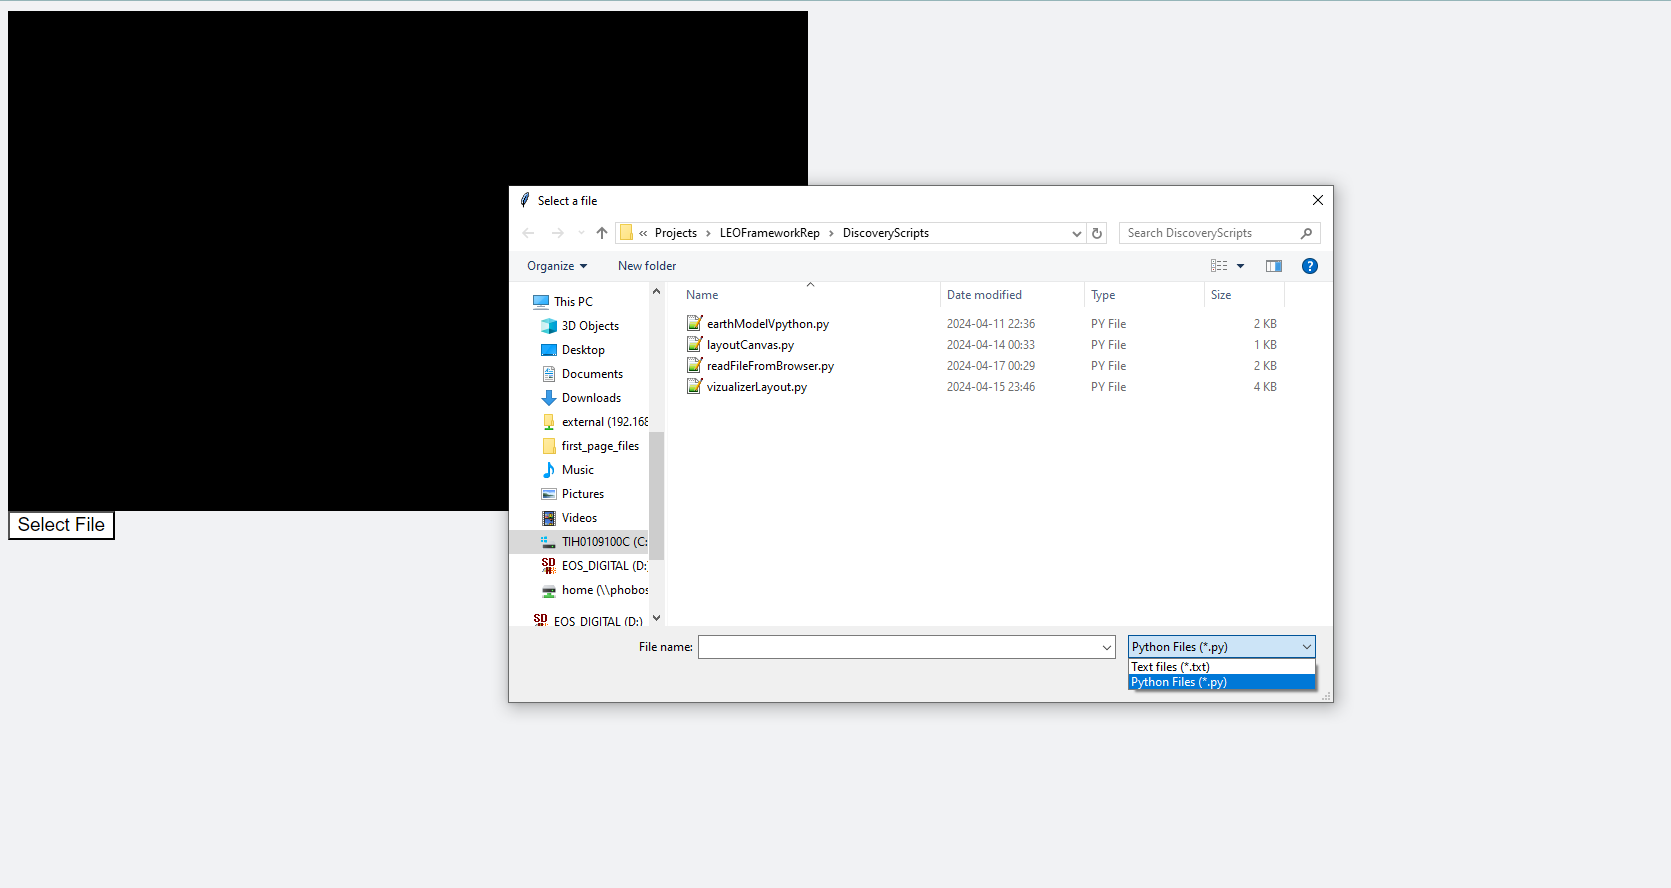 Select File
Select a file
« Projects › LEOFrameworkRep › DiscoveryScripts
Search DiscoveryScripts
Organize
New folder
?
This PC
3D Objects
Desktop
Documents
Downloads
external (192.168
first_page_files
Music
Pictures
Videos
TIH0109100C (C:
EOS_DIGITAL (D:
home (\\phobos
EOS_DIGITAL (D:)
Name Date modified Type Size
earthModelVpython.py 2024-04-11 22:36 PY File 2 KB
layoutCanvas.py 2024-04-14 00:33 PY File 1 KB
readFileFromBrowser.py 2024-04-17 00:29 PY File 2 KB
vizualizerLayout.py 2024-04-15 23:46 PY File 4 KB
File name:
Python Files (*.py)
Text files (*.txt)
Python Files (*.py)